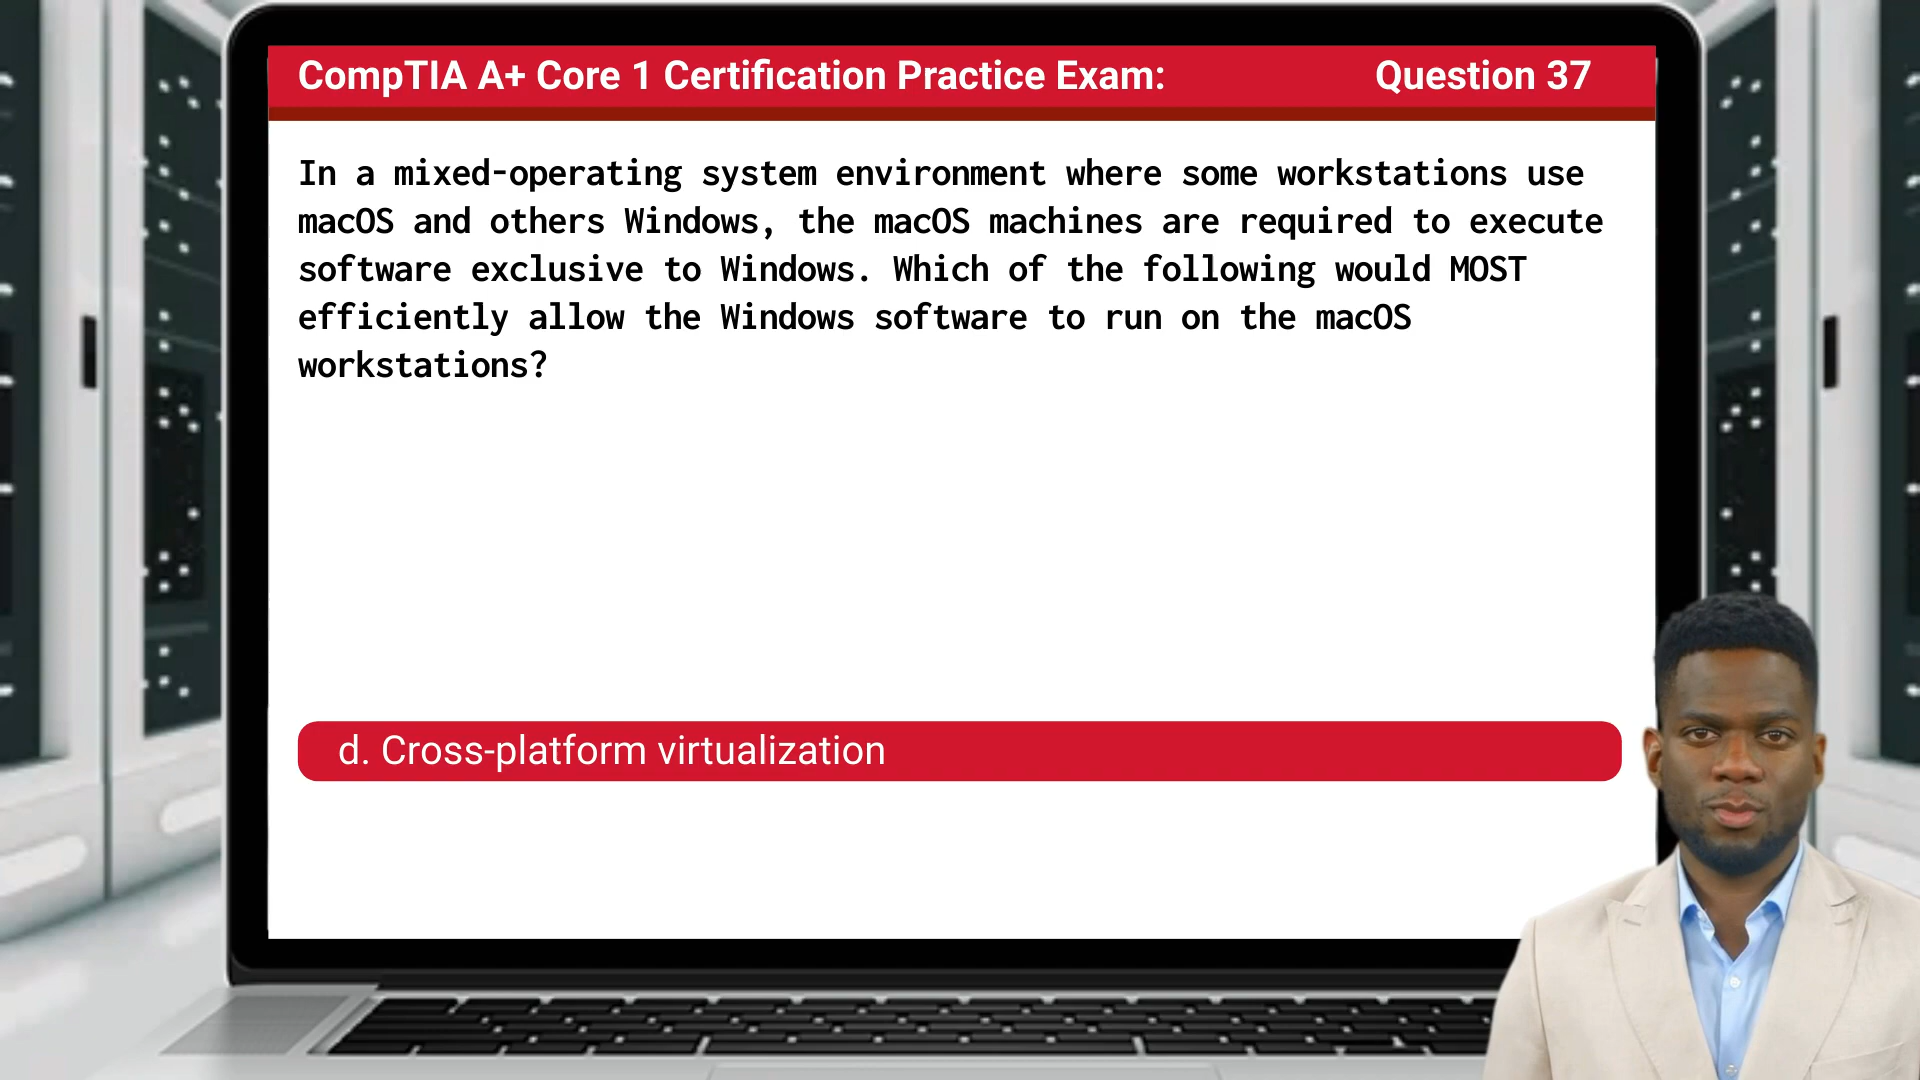 CompTIA A+ Core 1 Certification Practice Exam: Question 37
In a mixed-operating system environment where some workstations use
macOS and others Windows, the macOS machines are required to execute
software exclusive to Windows. Which of the following would MOST
efficiently allow the Windows software to run on the macOS
workstations?
d. Cross-platform virtualization